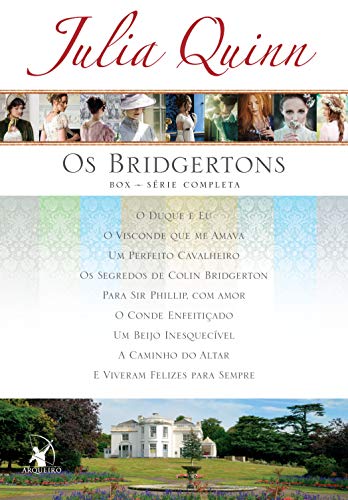 Julia Quinn
Os Bridgertons
BOX ~ SÉRIE COMPLETA
O Duque e Eu
O Visconde que me Amava
Um Perfeito Cavalheiro
Os Segredos de Colin Bridgerton
Para Sir Phillip, com amor
O Conde Enfeitiçado
Um Beijo Inesquecível
A Caminho do Altar
E Viveram Felizes para Sempre
ARQUEIRO